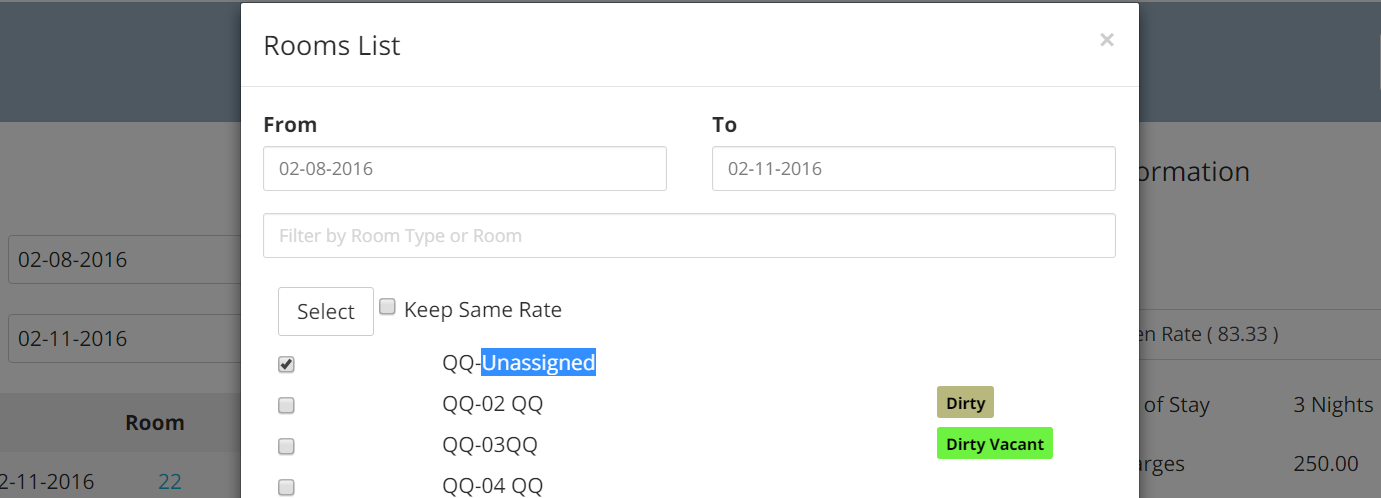 Rooms List ×
From To
02-08-2016 02-11-2016
Filter by Room Type or Room
Select Keep Same Rate
QQ-Unassigned
QQ-02 QQ Dirty
QQ-03QQ Dirty Vacant
QQ-04 QQ
02-08-2016
02-11-2016
Room
2-11-2016 22
ormation
en Rate ( 83.33 )
of Stay 3 Nights
arges 250.00